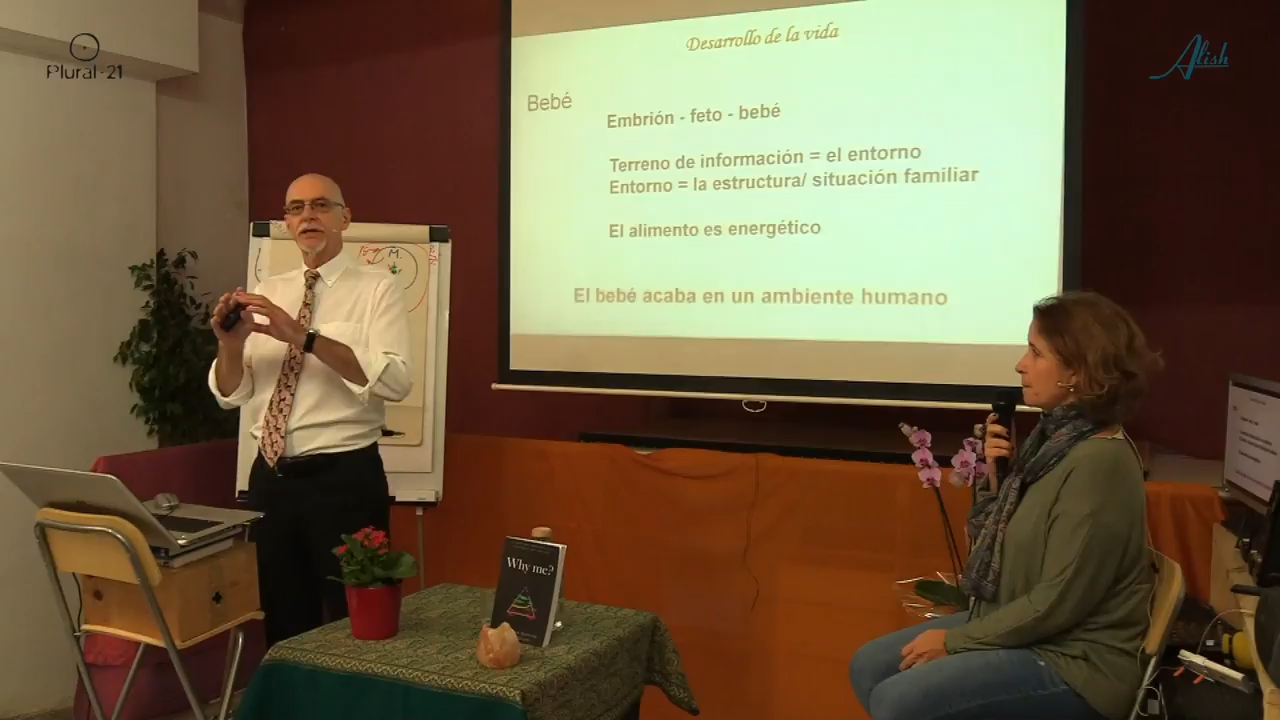 Plural-21
Alish
Desarrollo de la vida
Bebé
Embrión - feto - bebé
Terreno de información = el entorno
Entorno = la estructura/ situación familiar
El alimento es energético
El bebé acaba en un ambiente humano
M.
Why me?